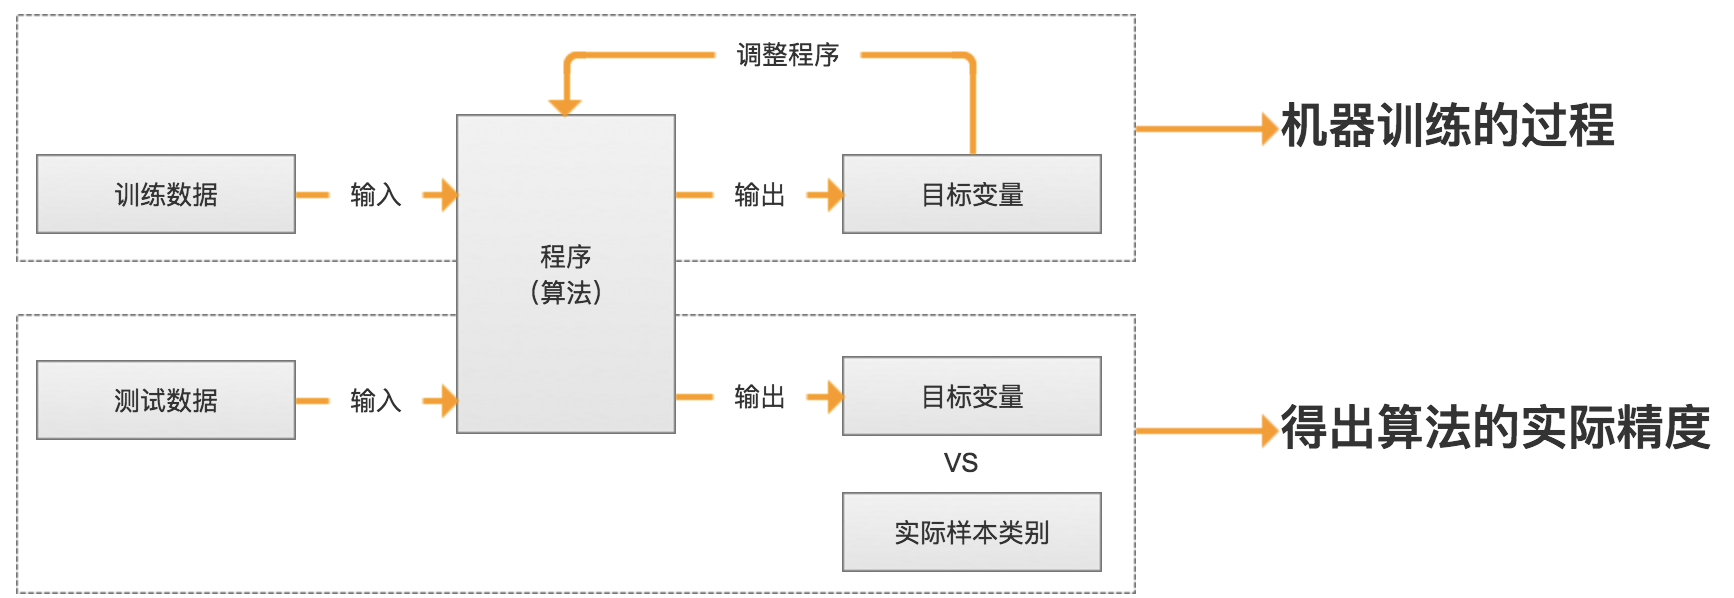 调整程序
机器训练的过程
训练数据
输入
输出
目标变量
程序
(算法)
测试数据
输入
输出
目标变量
得出算法的实际精度
VS
实际样本类别